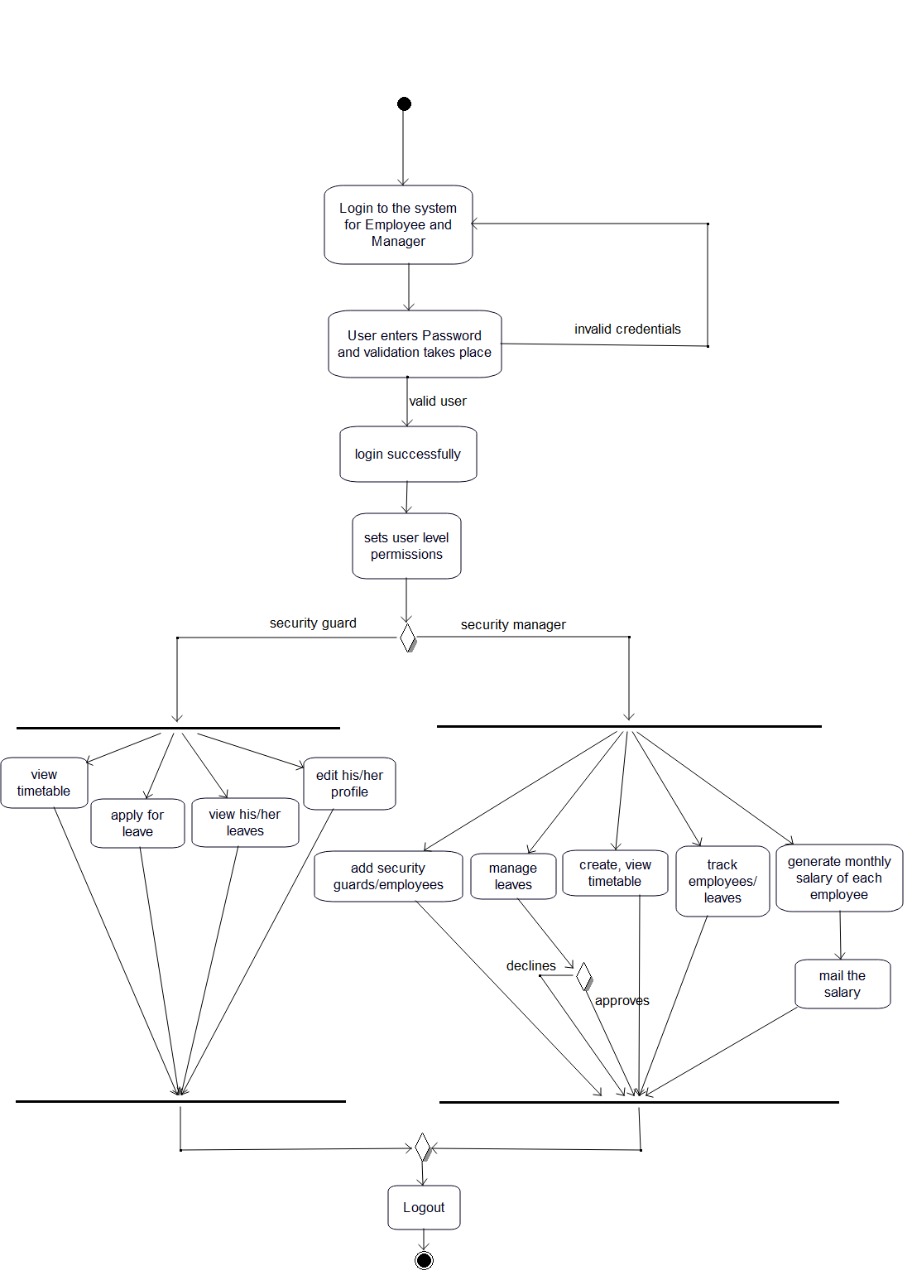 Login to the system
for Employee and
Manager
invalid credentials
User enters Password
and validation takes place
valid user
login successfully
sets user level
permissions
security guard
security manager
view
timetable
apply for
leave
view his/her
leaves
edit his/her
profile
add security
guards/employees
manage
leaves
create, view
timetable
track
employees/
leaves
generate monthly
salary of each
employee
declines
approves
mail the
salary
Logout